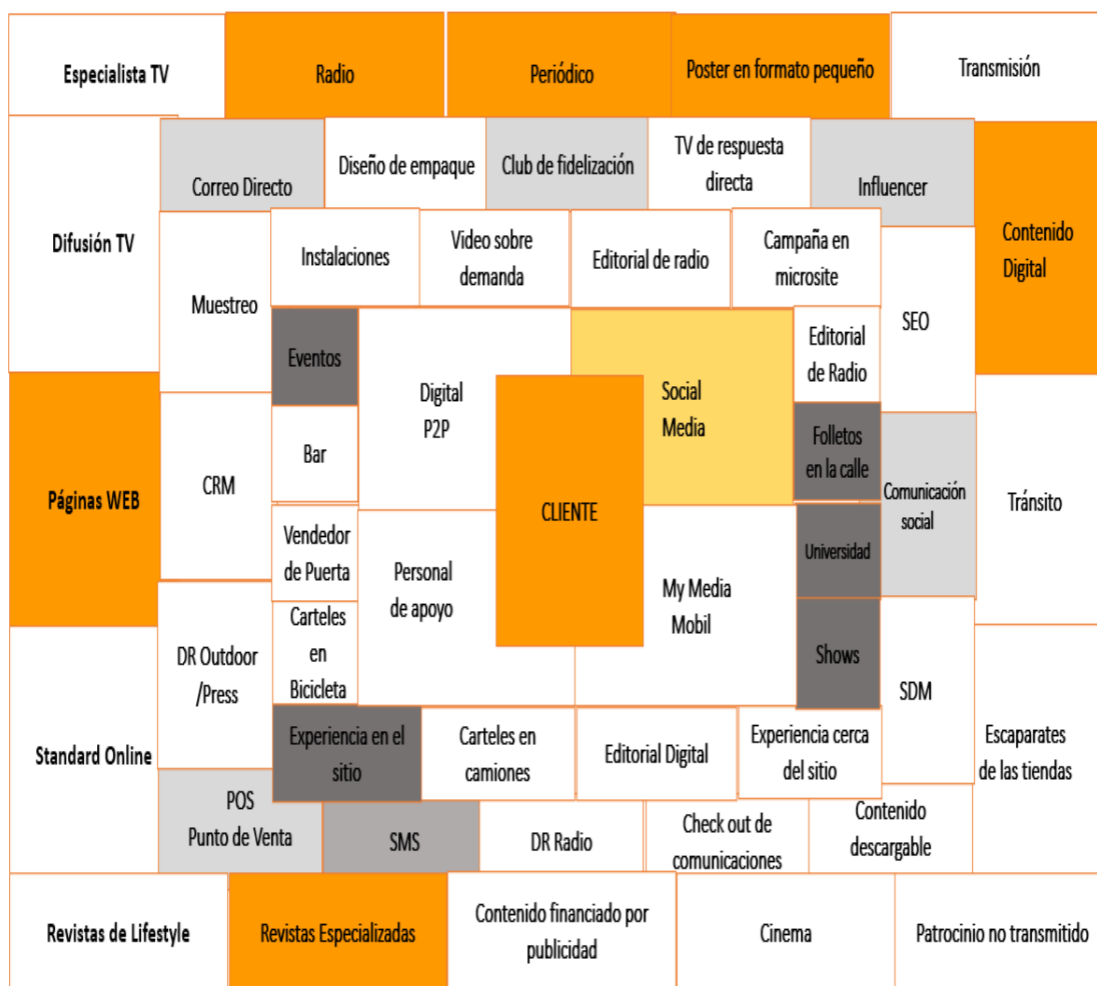 Especialista TV
Radio
Periódico
Poster en formato pequeño
Transmisión
Correo Directo
Diseño de empaque
Club de fidelización
TV de respuesta
directa
Influencer
Difusión TV
Contenido
Digital
Muestreo
Instalaciones
Video sobre
demanda
Editorial de radio
Campaña en
microsite
SEO
Eventos
Digital
P2P
Social
Media
Editorial
de Radio
Bar
Folletos
en la calle
Páginas WEB
CRM
CLIENTE
Comunicación
social
Tránsito
Vendedor
de Puerta
Personal
de apoyo
My Media
Mobil
Universidad
DR Outdoor
/Press
Carteles
en
Bicicleta
Shows
SDM
Standard Online
Experiencia en el
sitio
Carteles en
camiones
Editorial Digital
Experiencia cerca
del sitio
Escaparates
de las tiendas
POS
Punto de Venta
SMS
DR Radio
Check out de
comunicaciones
Contenido
descargable
Revistas de Lifestyle
Revistas Especializadas
Contenido financiado por
publicidad
Cinema
Patrocinio no transmitido